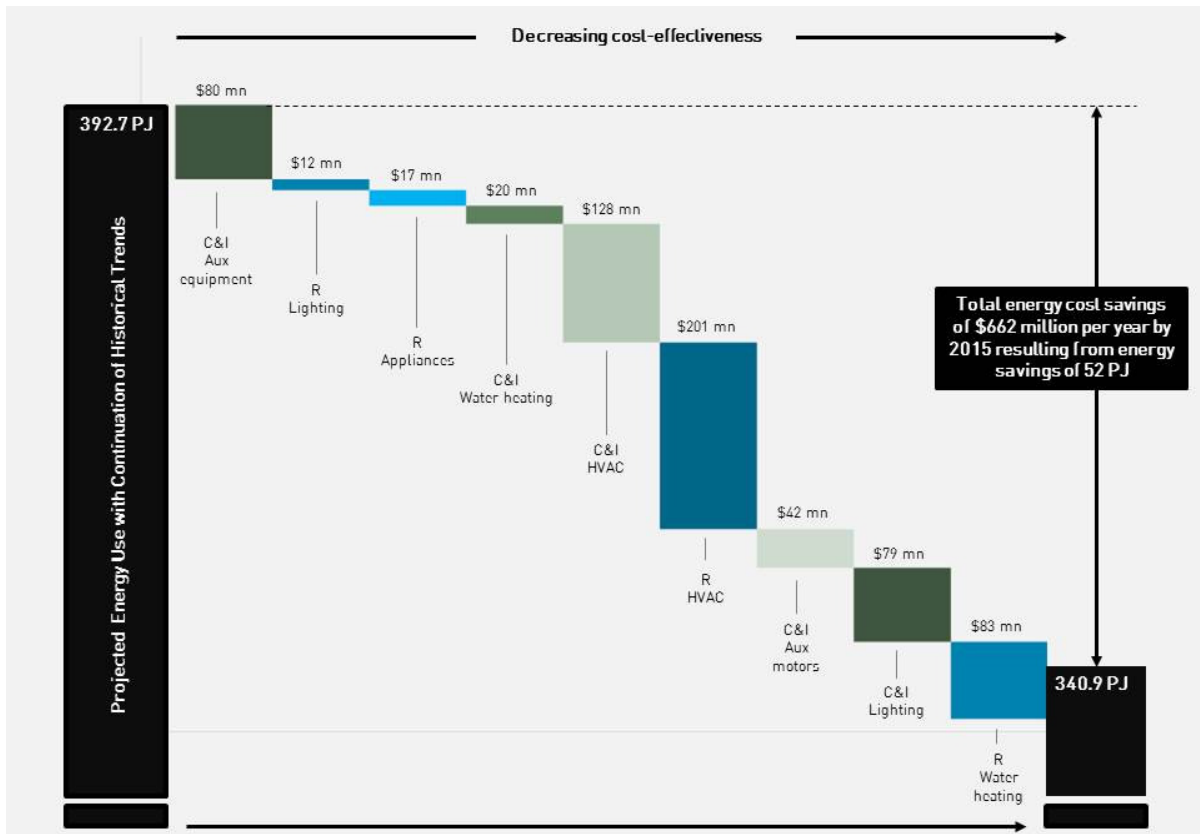 Decreasing cost-effectiveness
392.7 PJ
Projected Energy Use with Continuation of Historical Trends
$80 mn
C&I
Aux
equipment
$12 mn
R
Lighting
$17 mn
R
Appliances
$20 mn
C&I
Water heating
$128 mn
C&I
HVAC
$201 mn
R
HVAC
$42 mn
C&I
Aux
motors
$79 mn
C&I
Lighting
$83 mn
R
Water
heating
Total energy cost savings
of $662 million per year by
2015 resulting from energy
savings of 52 PJ
340.9 PJ